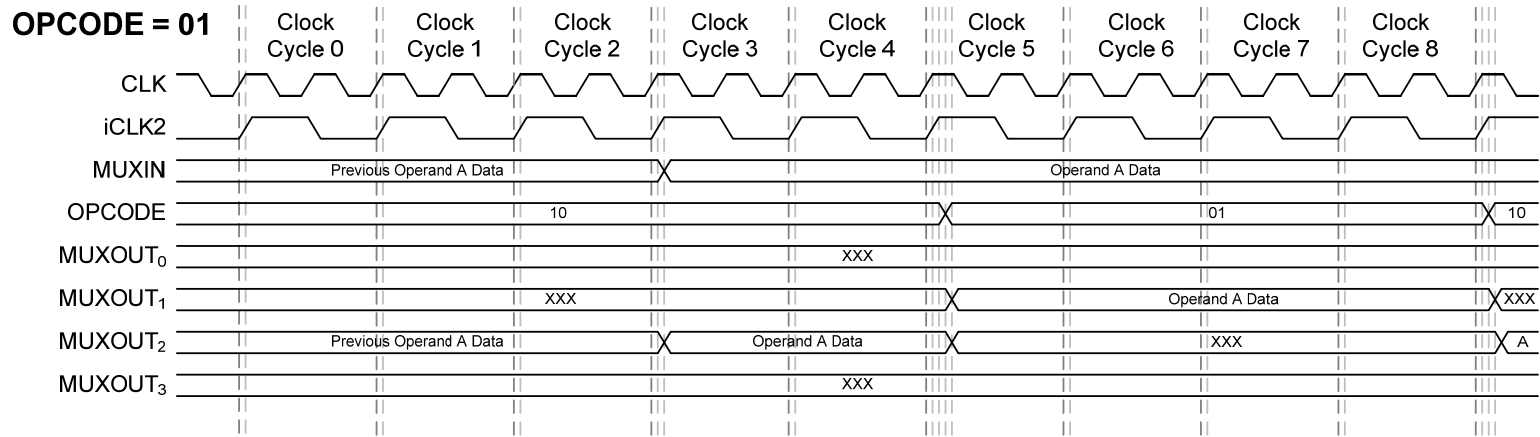 OPCODE = 01
Clock Cycle 0
Clock Cycle 1
Clock Cycle 2
Clock Cycle 3
Clock Cycle 4
Clock Cycle 5
Clock Cycle 6
Clock Cycle 7
Clock Cycle 8
CLK
iCLK2
MUXIN Previous Operand A Data Operand A Data
OPCODE 10 01 10
MUXOUT0 XXX
MUXOUT1 XXX Operand A Data XXX
MUXOUT2 Previous Operand A Data Operand A Data XXX A
MUXOUT3 XXX